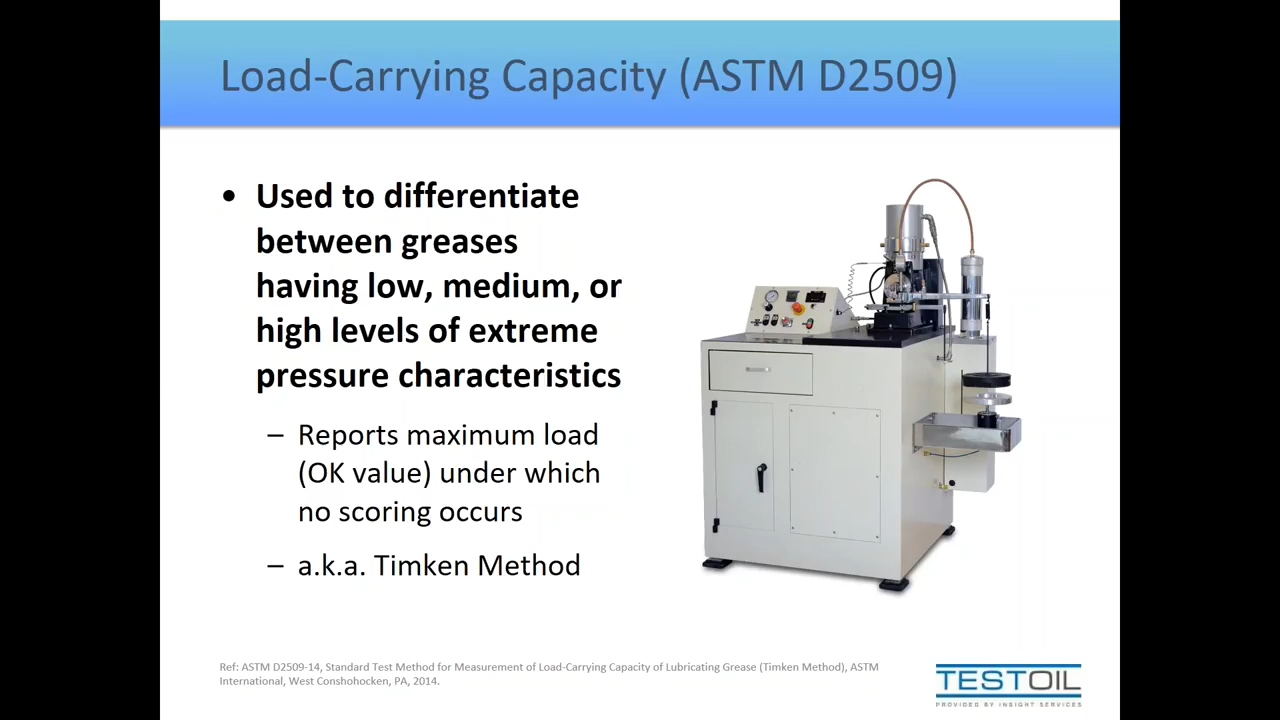 Load-Carrying Capacity (ASTM D2509)
• Used to differentiate
between greases
having low, medium, or
high levels of extreme
pressure characteristics
– Reports maximum load
(OK value) under which
no scoring occurs
– a.k.a. Timken Method
Ref: ASTM D2509-14, Standard Test Method for Measurement of Load-Carrying Capacity of Lubricating Grease (Timken Method), ASTM
International, West Conshohocken, PA, 2014.
TESTOIL
PROVIDED BY INSIGHT SERVICES